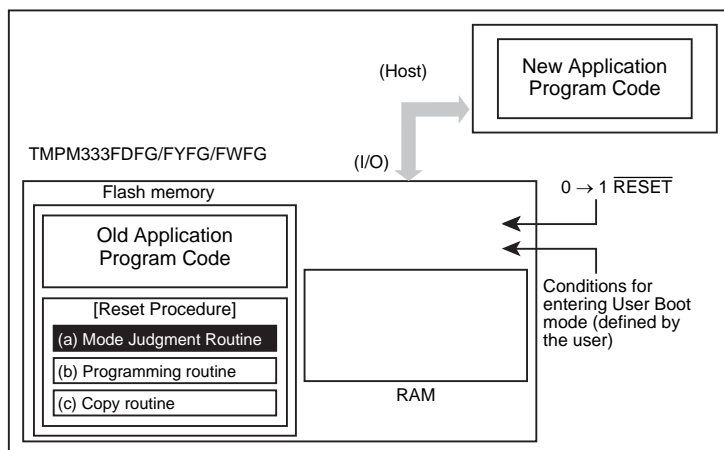 (Host)
New Application
Program Code
TMPM333FDFG/FYFG/FWFG
(I/O)
0 → 1 RESET
Flash memory
Old Application
Program Code
[Reset Procedure]
(a) Mode Judgment Routine
(b) Programming routine
(c) Copy routine
RAM
Conditions for
entering User Boot
mode (defined by
the user)